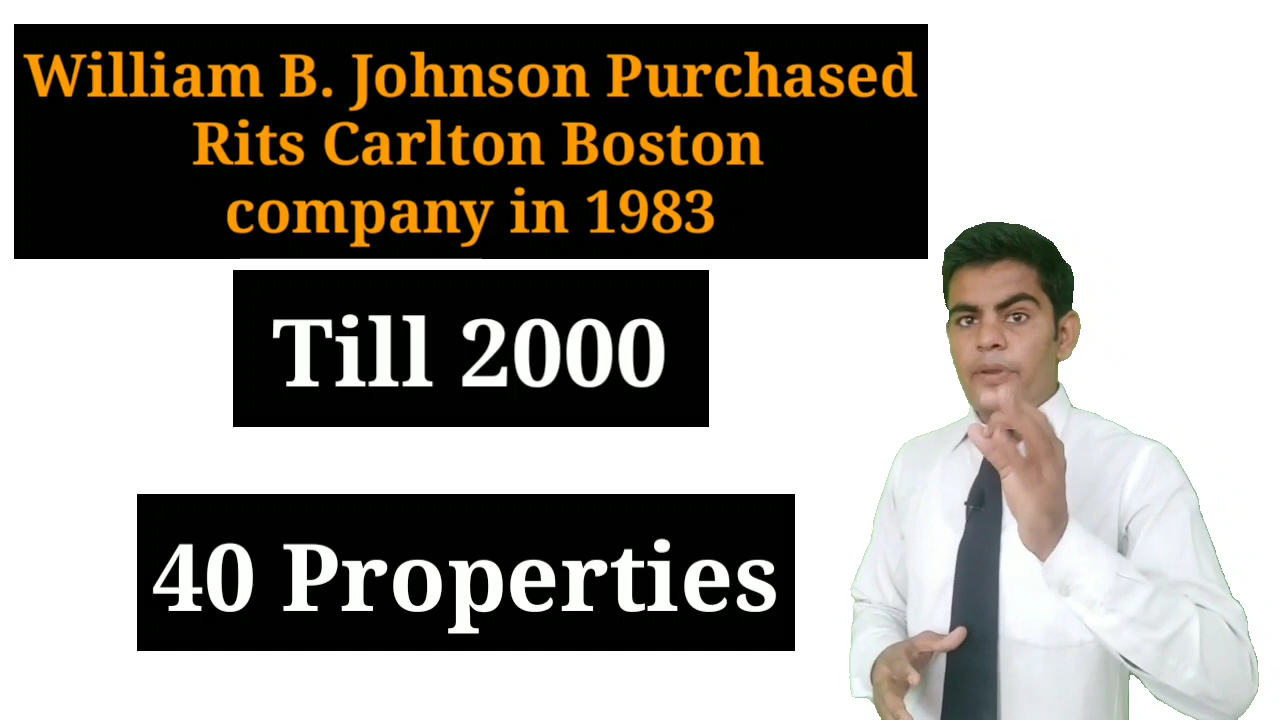 William B. Johnson Purchased
Rits Carlton Boston
company in 1983
Till 2000
40 Properties